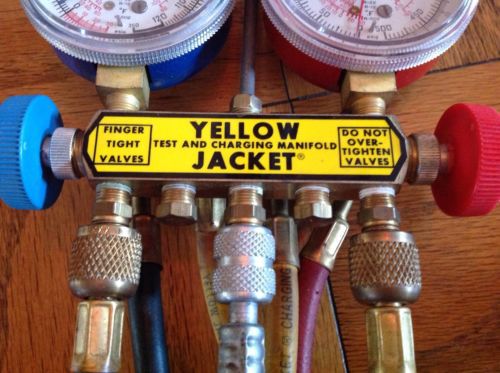 FINGER
TIGHT
VALVES
YELLOW
TEST AND CHARGING MANIFOLD
JACKET®
DO NOT
OVER-
TIGHTEN
VALVES